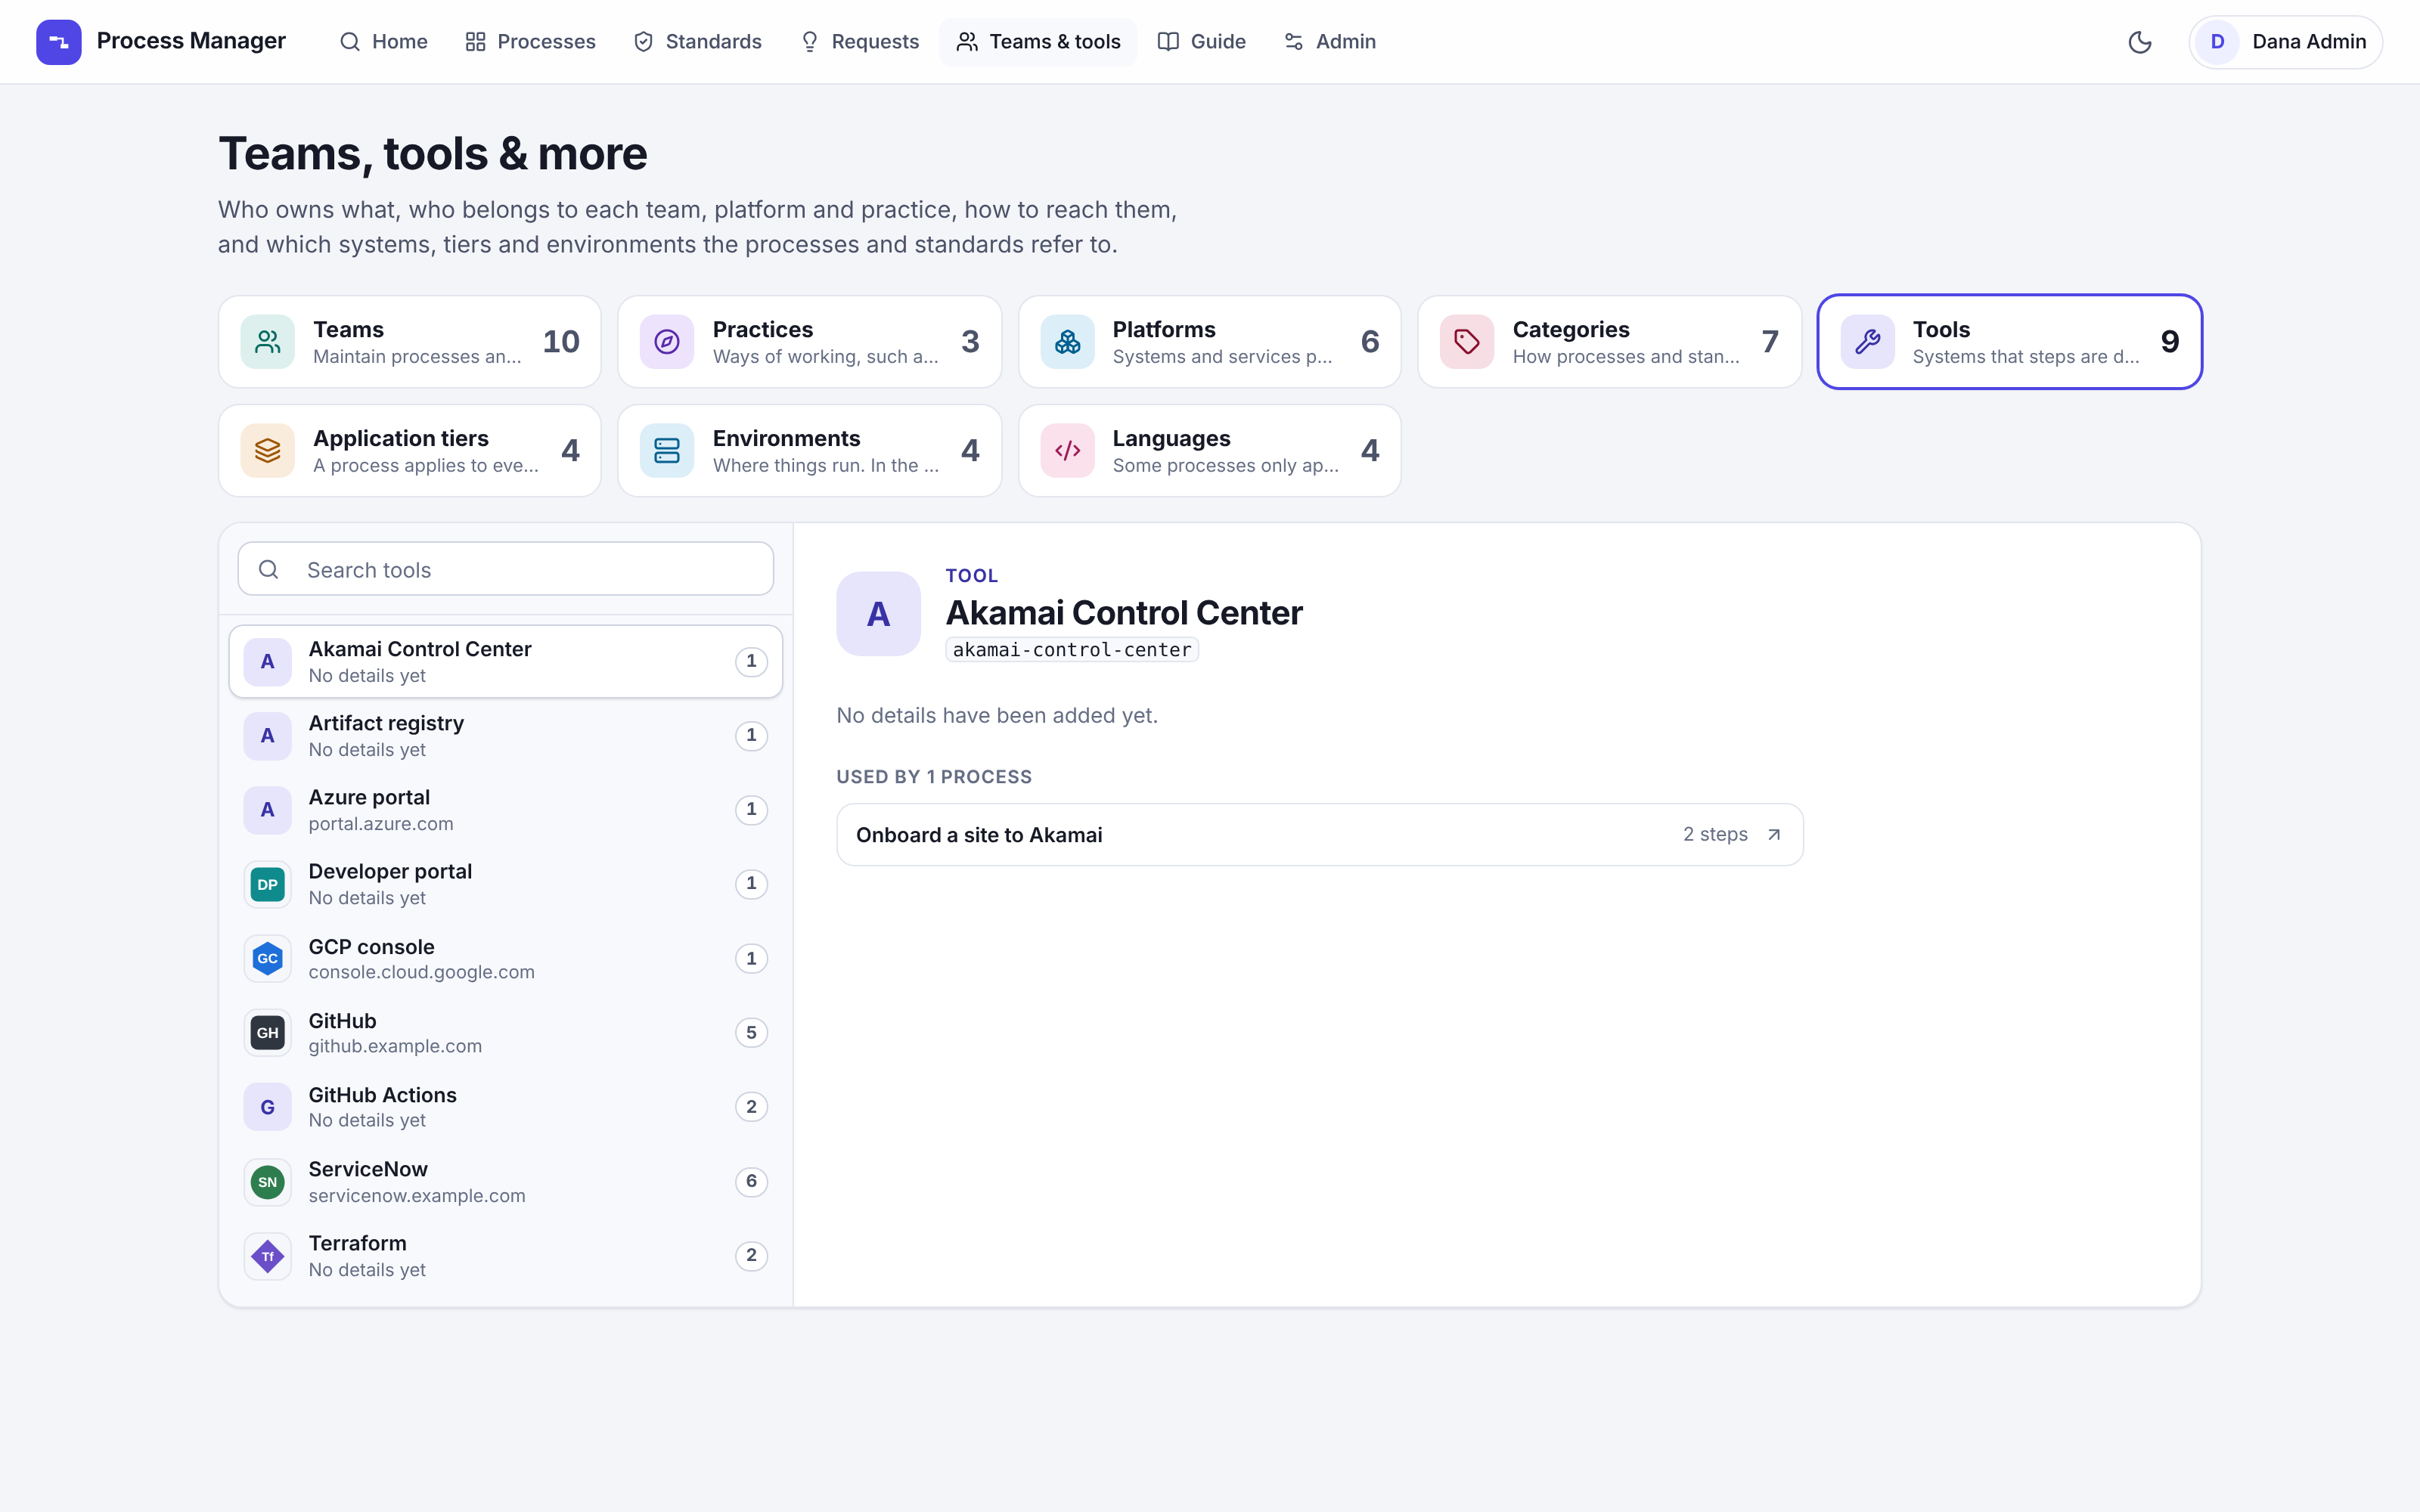 Process Manager
Home
Processes
Standards
Requests
Teams & tools
Guide
Admin
D
Dana Admin
Teams, tools & more
Who owns what, who belongs to each team, platform and practice, how to reach them,
and which systems, tiers and environments the processes and standards refer to.
Teams
Maintain processes an...
10
Practices
Ways of working, such a...
3
Platforms
Systems and services p...
6
Categories
How processes and stan...
7
Tools
Systems that steps are d...
9
Application tiers
A process applies to eve...
4
Environments
Where things run. In the ...
4
Languages
Some processes only ap...
4
Search tools
A
Akamai Control Center
No details yet
1
A
Artifact registry
No details yet
1
A
Azure portal
portal.azure.com
1
DP
Developer portal
No details yet
1
GC
GCP console
console.cloud.google.com
1
GH
GitHub
github.example.com
5
G
GitHub Actions
No details yet
2
SN
ServiceNow
servicenow.example.com
6
Tf
Terraform
No details yet
2
A
TOOL
Akamai Control Center
akamai-control-center
No details have been added yet.
USED BY 1 PROCESS
Onboard a site to Akamai
2 steps